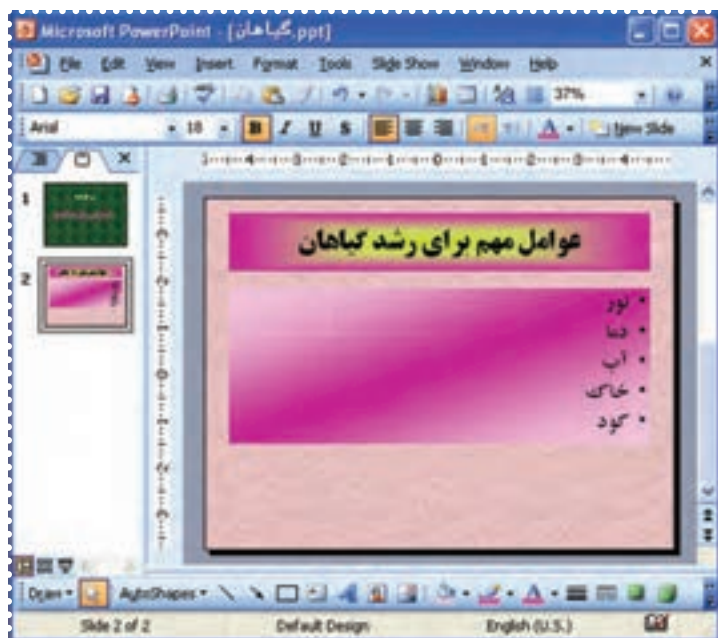 Microsoft PowerPoint - [گیاهان.ppt]
File Edit View Insert Format Tools Slide Show Window Help
37%
Arial 18 B I U S New Slide
1
2
عوامل مهم برای رشد گیاهان
• نور
• دما
• آب
• خاک
• کود
Draw AutoShapes
Slide 2 of 2 Default Design English (U.S.)